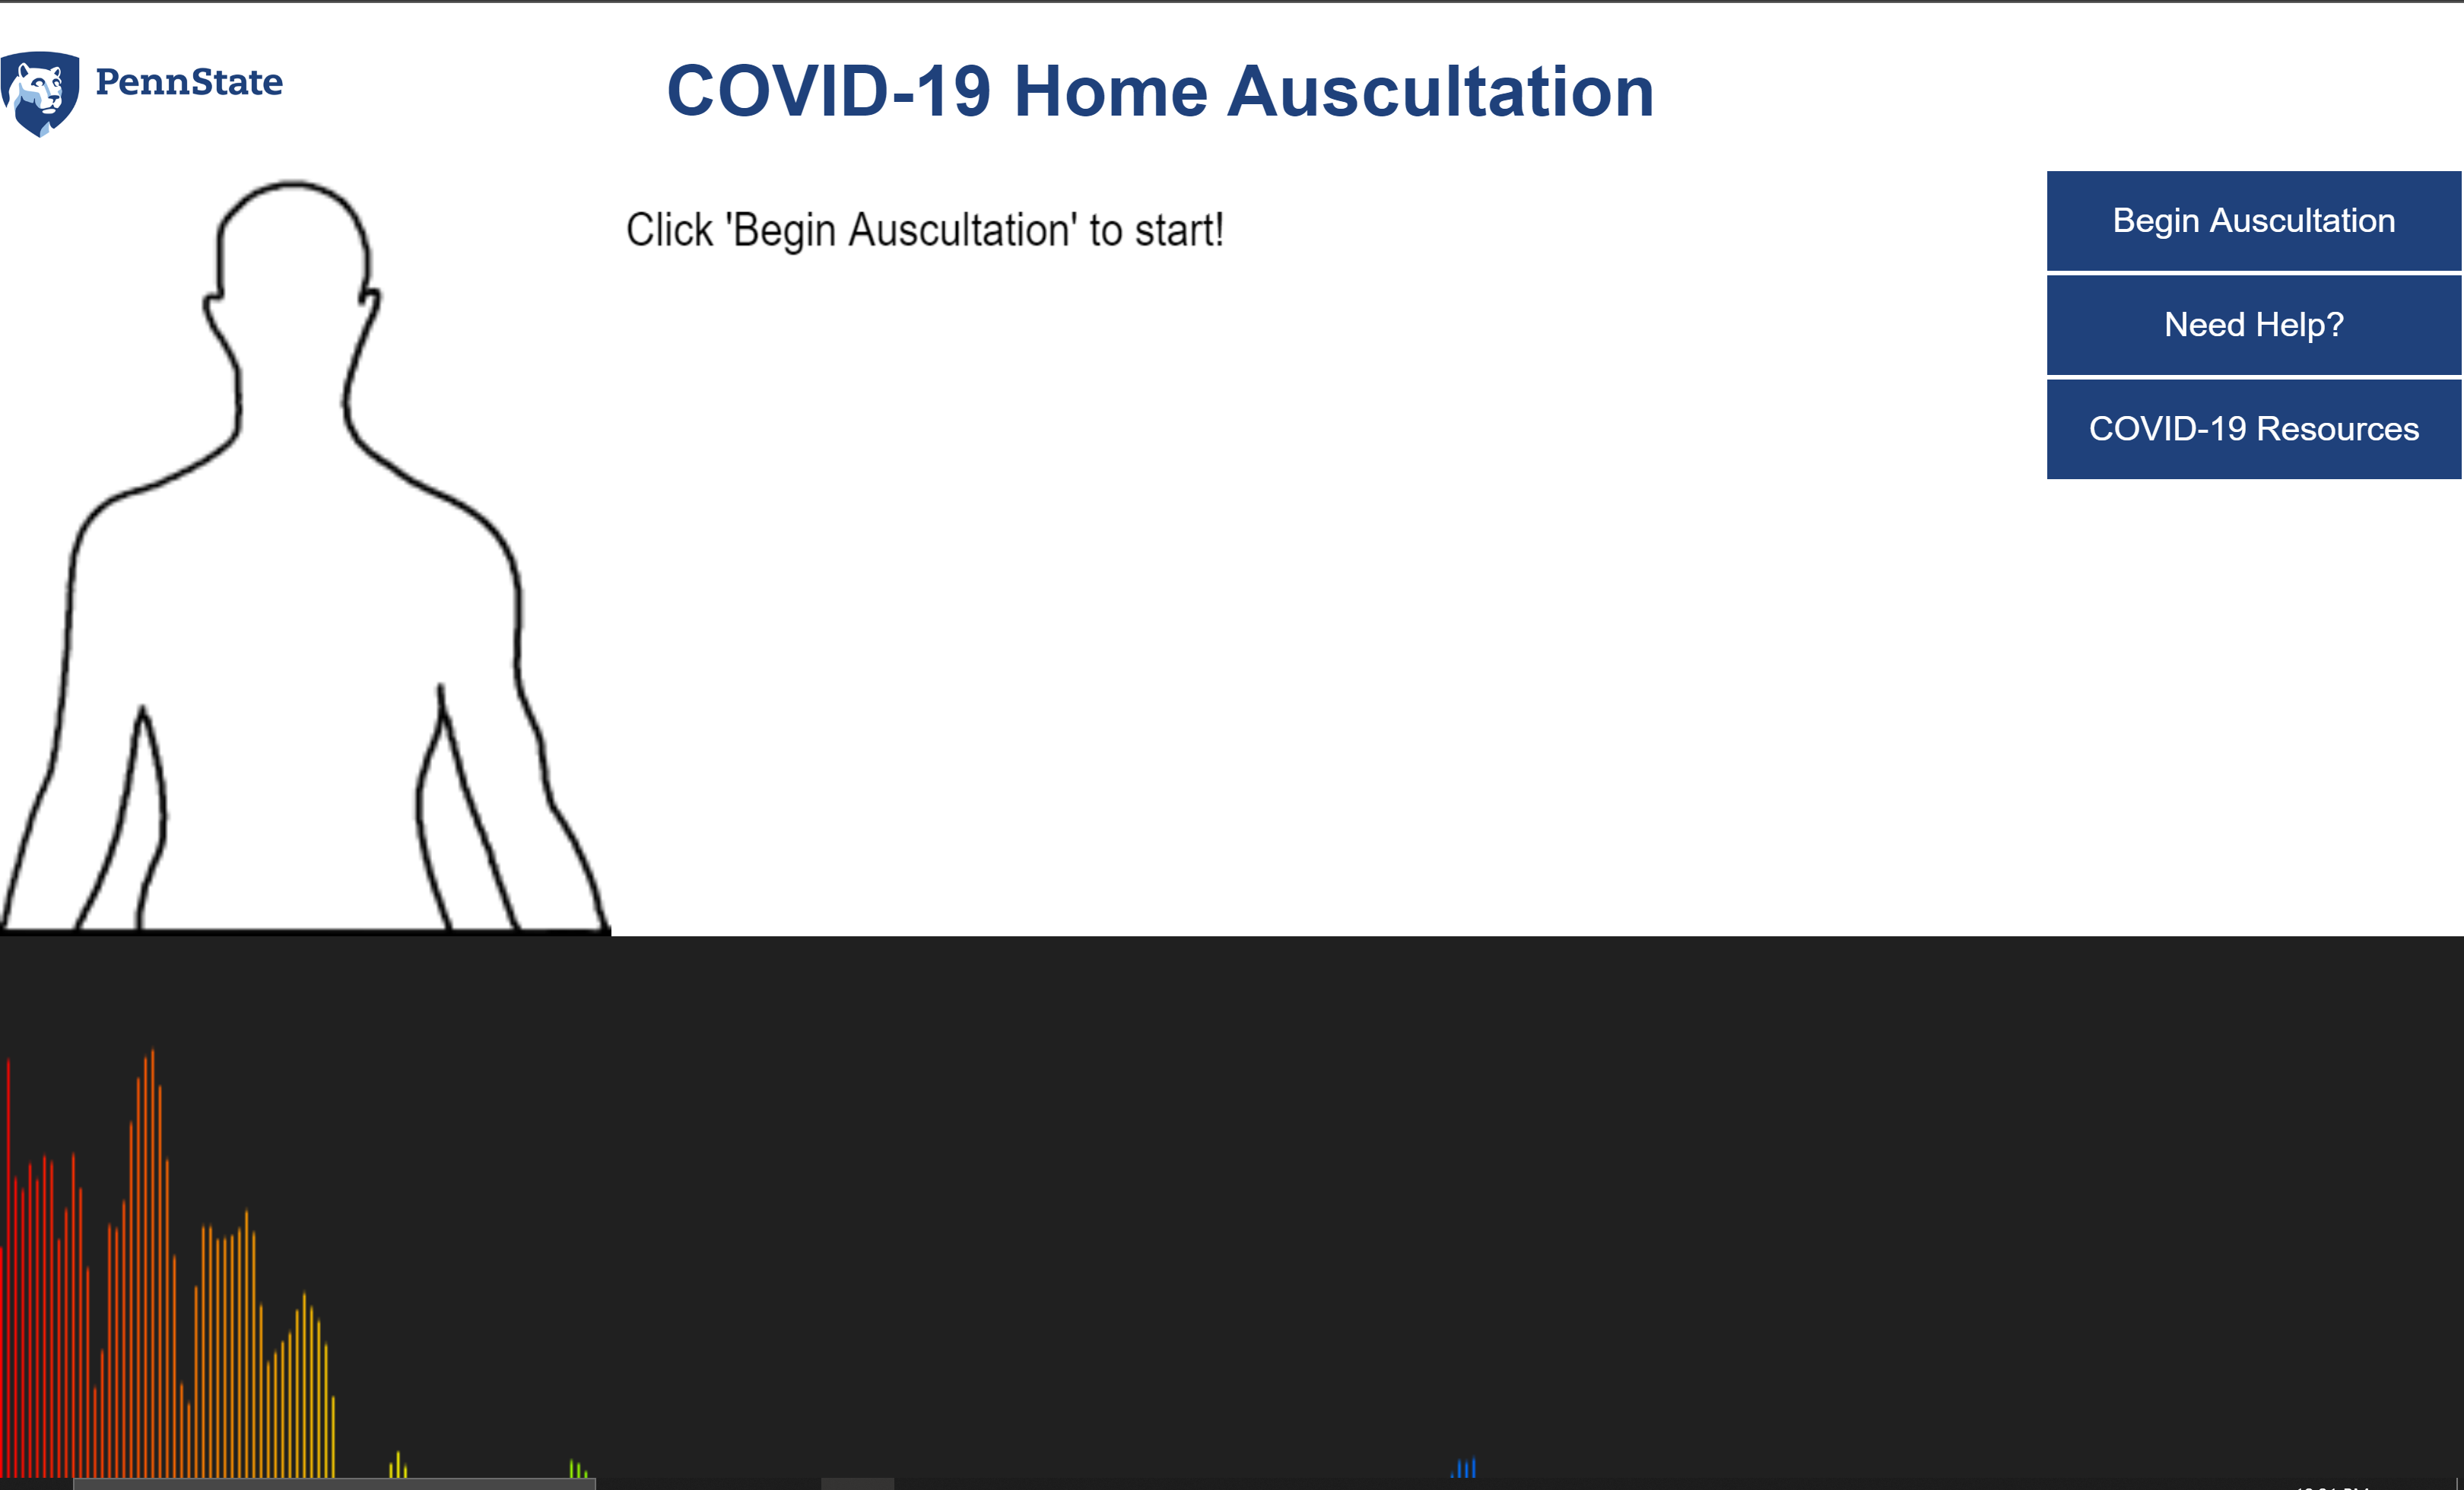 PennState
COVID-19 Home Auscultation
Click 'Begin Auscultation' to start!
Begin Auscultation
Need Help?
COVID-19 Resources